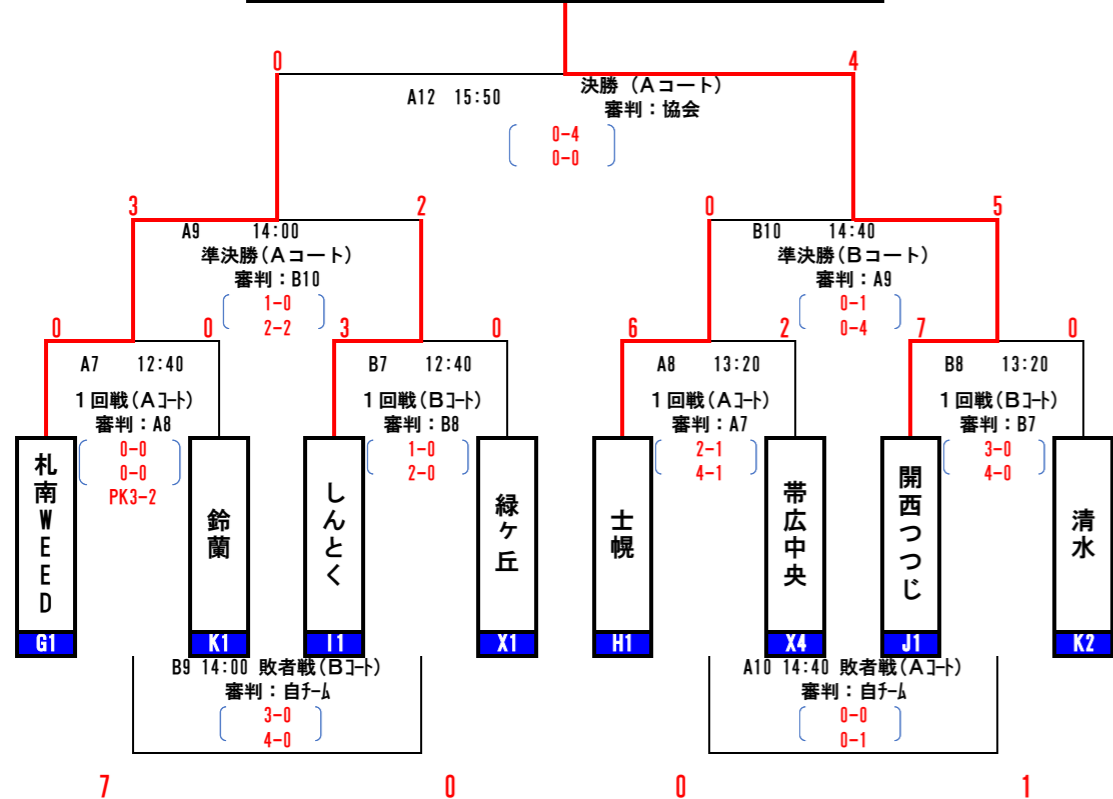 0
4
A12 15:50
決勝（Aコート）
審判：協会
0-4
0-0
3
2
0
5
A9 14:00
準決勝(Aコート)
審判：B10
1-0
2-2
B10 14:40
準決勝(Bコート)
審判：A9
0-1
0-4
0
0
3
0
6
2
7
0
A7 12:40
1回戦(Aｺｰﾄ)
審判：A8
0-0
0-0
PK3-2
B7 12:40
1回戦(Bｺｰﾄ)
審判：B8
1-0
2-0
A8 13:20
1回戦(Aｺｰﾄ)
審判：A7
2-1
4-1
B8 13:20
1回戦(Bｺｰﾄ)
審判：B7
3-0
4-0
札南WEED
鈴蘭
しんとく
緑ヶ丘
士幌
帯広中央
開西つつじ
清水
G1
K1
I1
X1
H1
X4
J1
K2
B9 14:00 敗者戦(Bｺｰﾄ)
審判：自ﾁｰﾑ
3-0
4-0
A10 14:40 敗者戦(Aｺｰﾄ)
審判：自ﾁｰﾑ
0-0
0-1
7
0
0
1